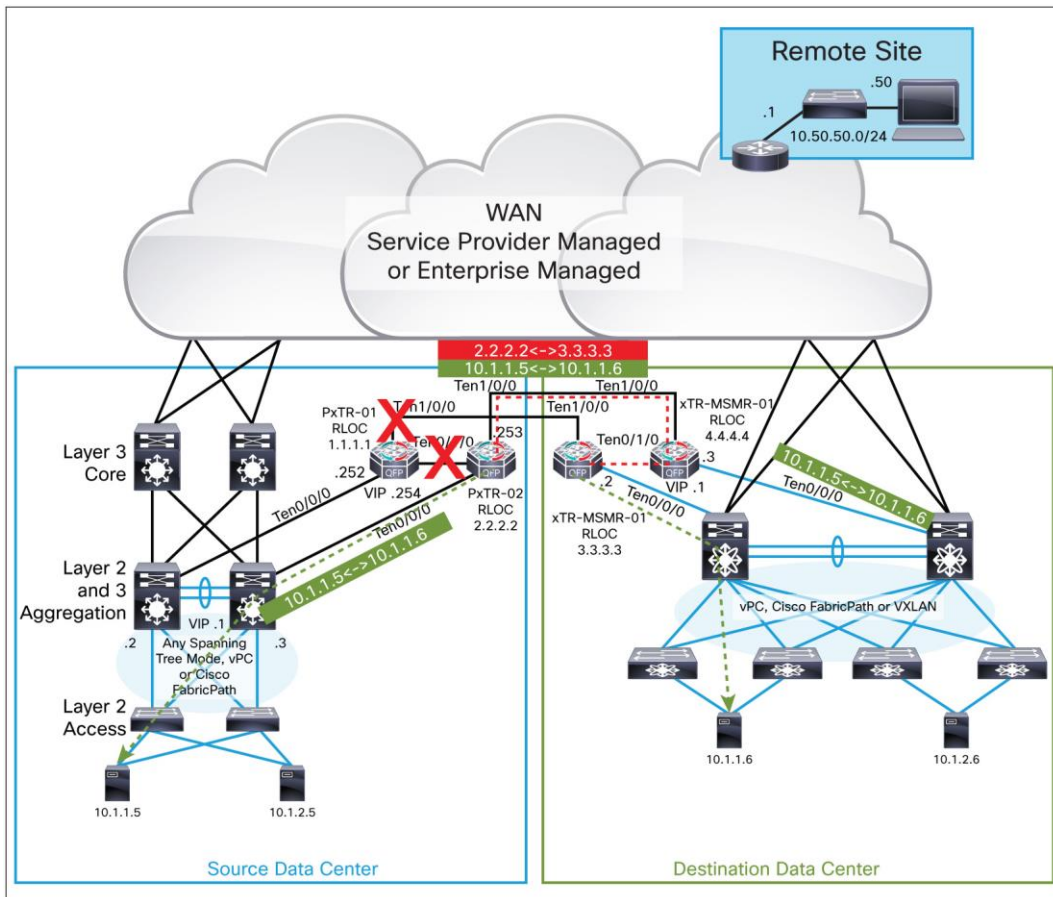 Remote Site
.50
.1
10.50.50.0/24
WAN
Service Provider Managed
or Enterprise Managed
2.2.2.2<->3.3.3.3
10.1.1.5<->10.1.1.6
Ten1/0/0
Ten1/0/0
PxTR-01
RLOC
1.1.1.1
Ten1/0/0
Ten1/0/0
xTR-MSMR-01
RLOC
4.4.4.4
.253
Ten0/1/0
QFP
QFP
QFP
QFP
.252
VIP .254
PxTR-02
RLOC
2.2.2.2
.2
.3
VIP .1
xTR-MSMR-01
RLOC
3.3.3.3
Layer 3
Core
Ten0/0/0
Ten0/0/0
Ten0/0/0
Ten0/0/0
10.1.1.5<->10.1.1.6
10.1.1.5<->10.1.1.6
Layer 2
and 3
Aggregation
VIP .1
.2
.3
Any Spanning
Tree Mode, vPC
or Cisco
FabricPath
vPC, Cisco FabricPath or VXLAN
Layer 2
Access
10.1.1.5
10.1.2.5
10.1.1.6
10.1.2.6
Source Data Center
Destination Data Center